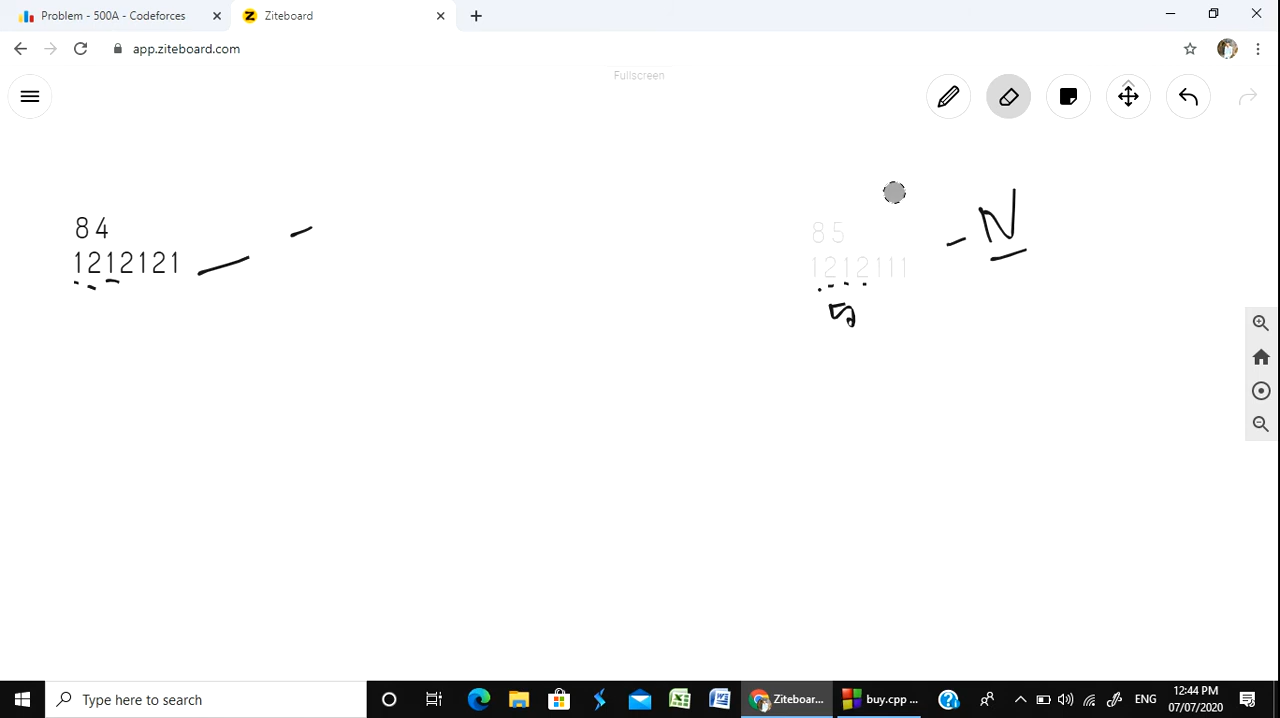 Problem - 500A - Codeforces
Ziteboard
app.ziteboard.com
Fullscreen
8 4
1 2 1 2 1 2 1
8 5
1 2 1 2 1 1 1
- N
5
Type here to search
Ziteboar...
buy.cpp ...
ENG
12:44 PM
07/07/2020